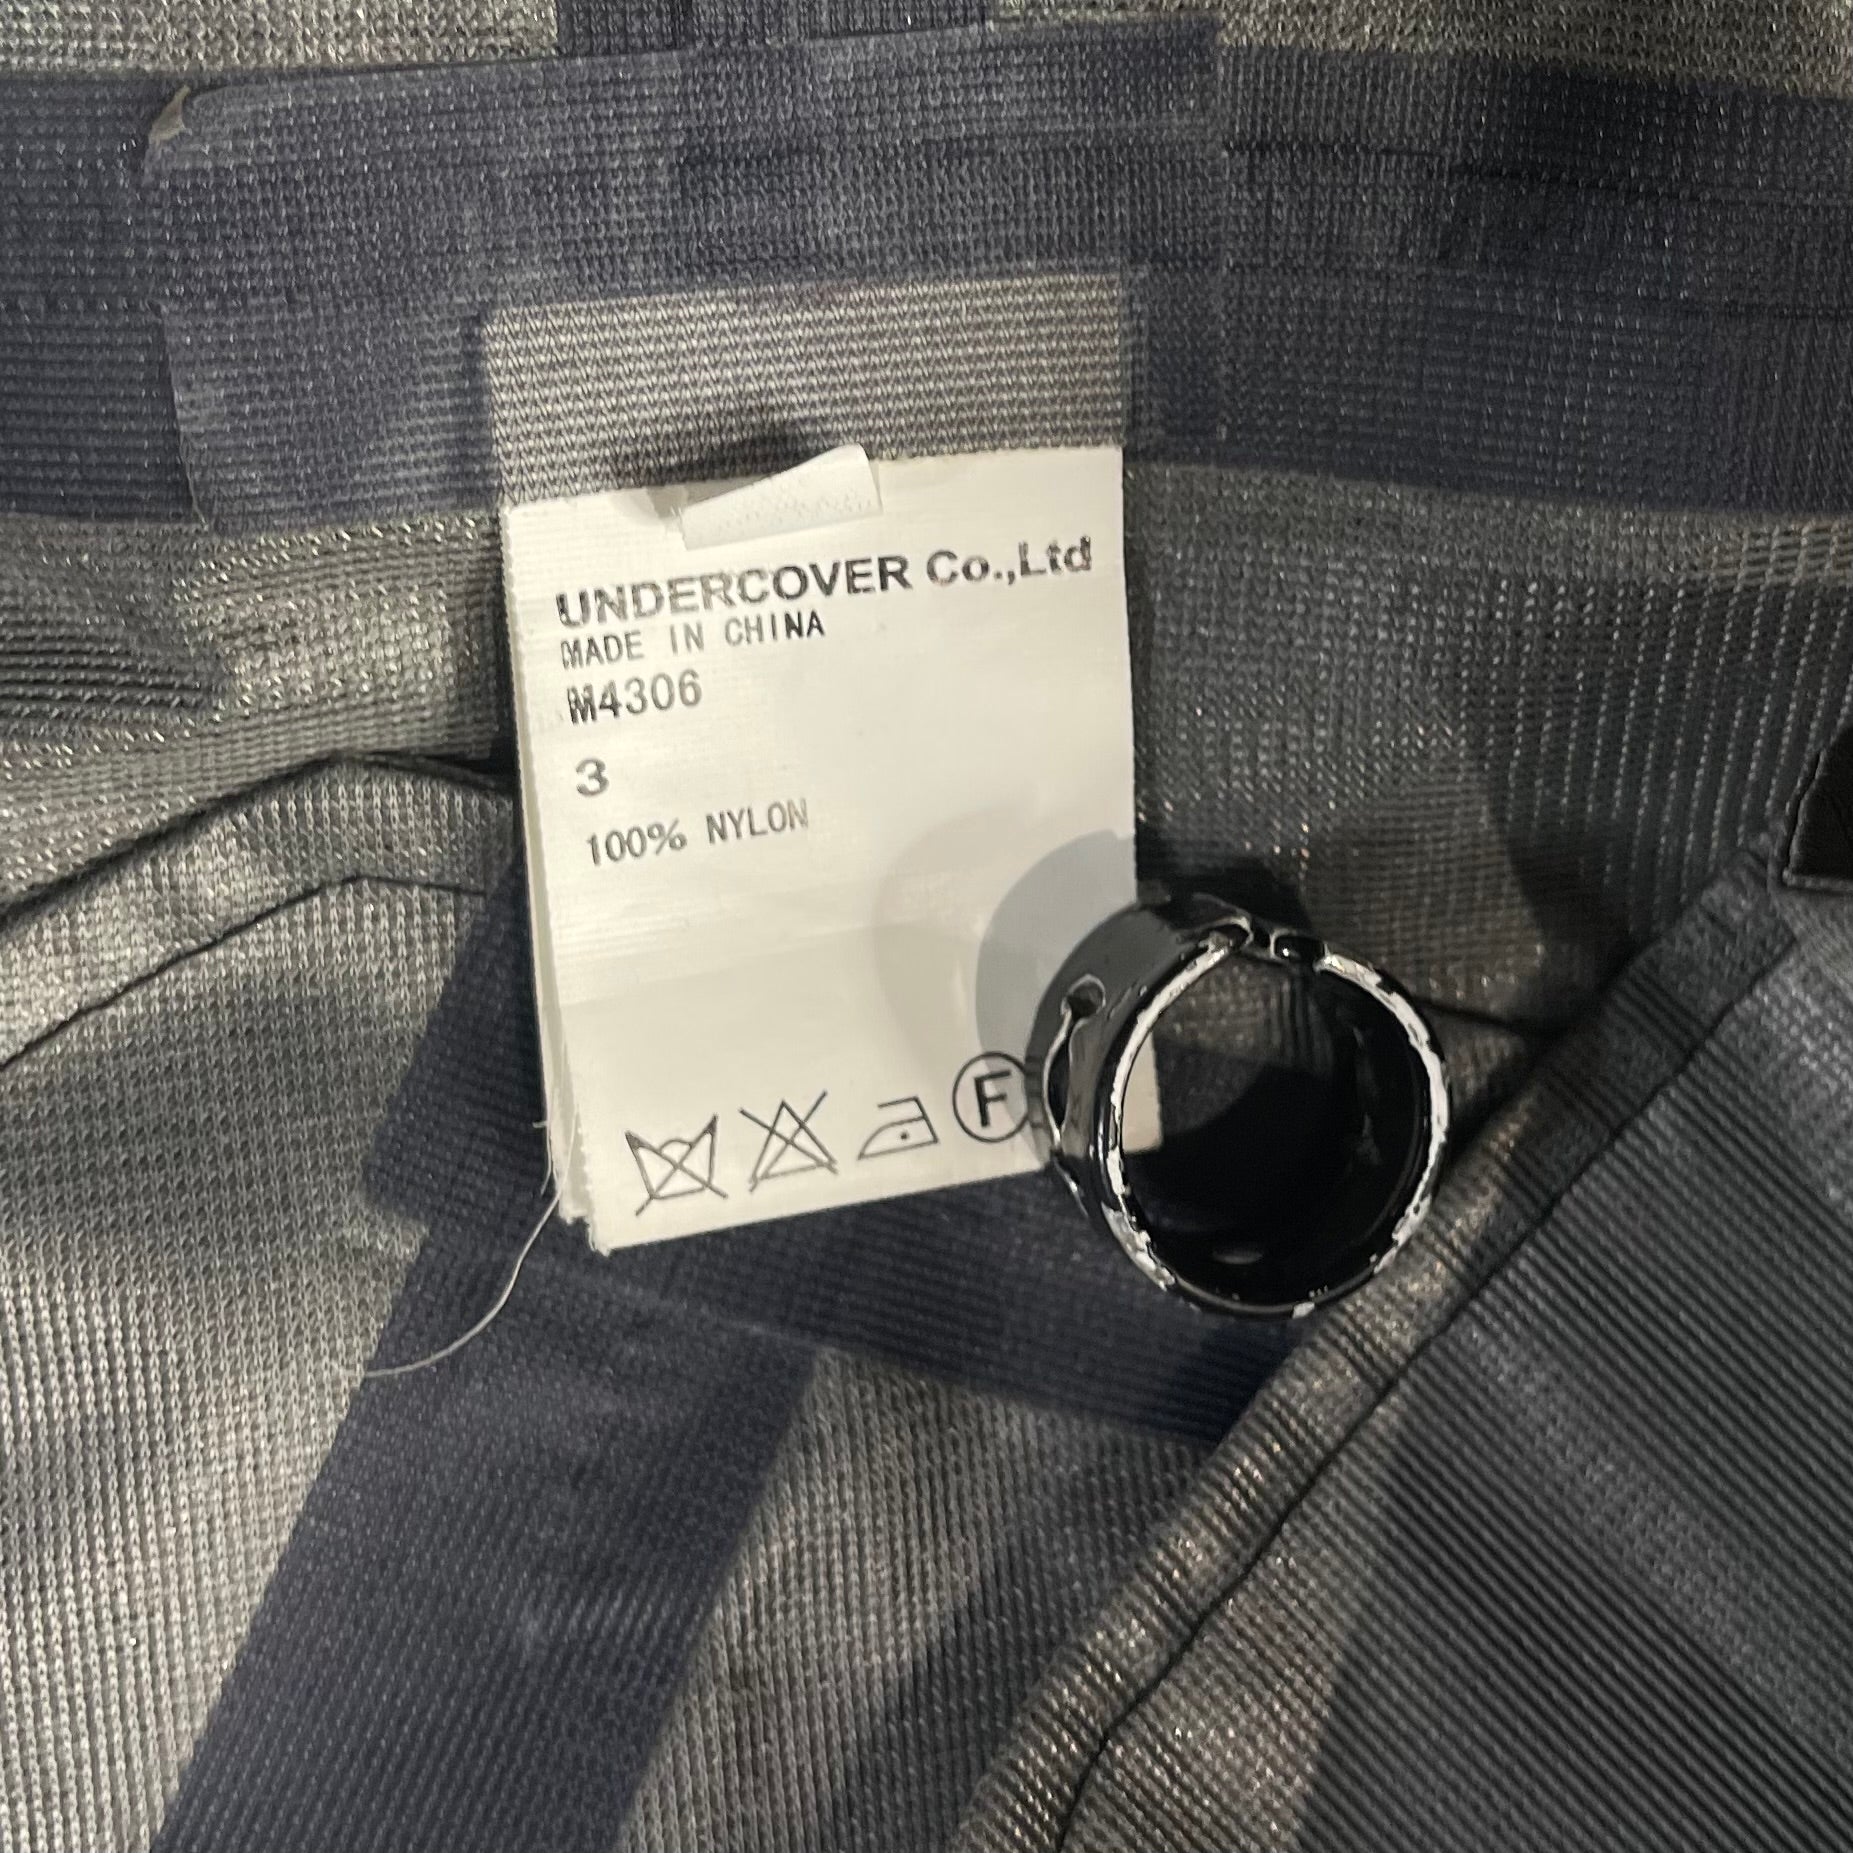 UNDERCOVER Co.,Ltd
MADE IN CHINA
M4306
3
100% NYLON
F